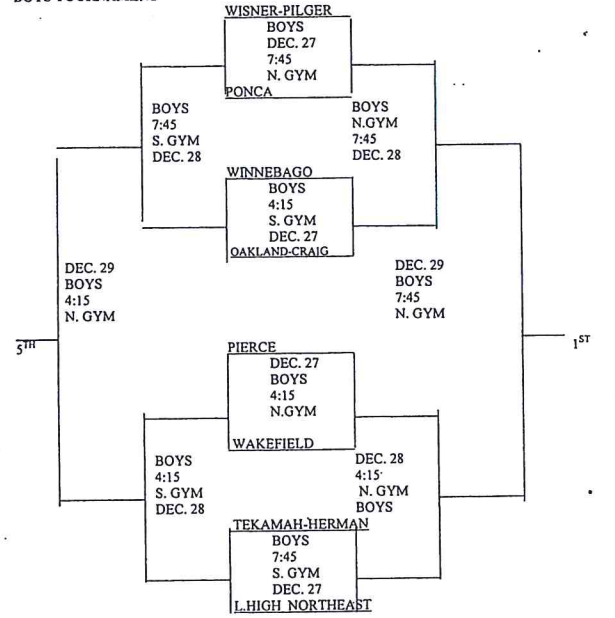 WISNER-PILGER
BOYS
DEC. 27
7:45
N. GYM
PONCA
BOYS
7:45
S. GYM
DEC. 28
BOYS
N.GYM
7:45
DEC. 28
WINNEBAGO
BOYS
4:15
S. GYM
DEC. 27
OAKLAND-CRAIG
DEC. 29
BOYS
4:15
N. GYM
DEC. 29
BOYS
7:45
N. GYM
5TH
1ST
PIERCE
DEC. 27
BOYS
4:15
N.GYM
WAKEFIELD
BOYS
4:15
S. GYM
DEC. 28
DEC. 28
4:15
N. GYM
BOYS
TEKAMAH-HERMAN
BOYS
7:45
S. GYM
DEC. 27
L.HIGH NORTHEAST